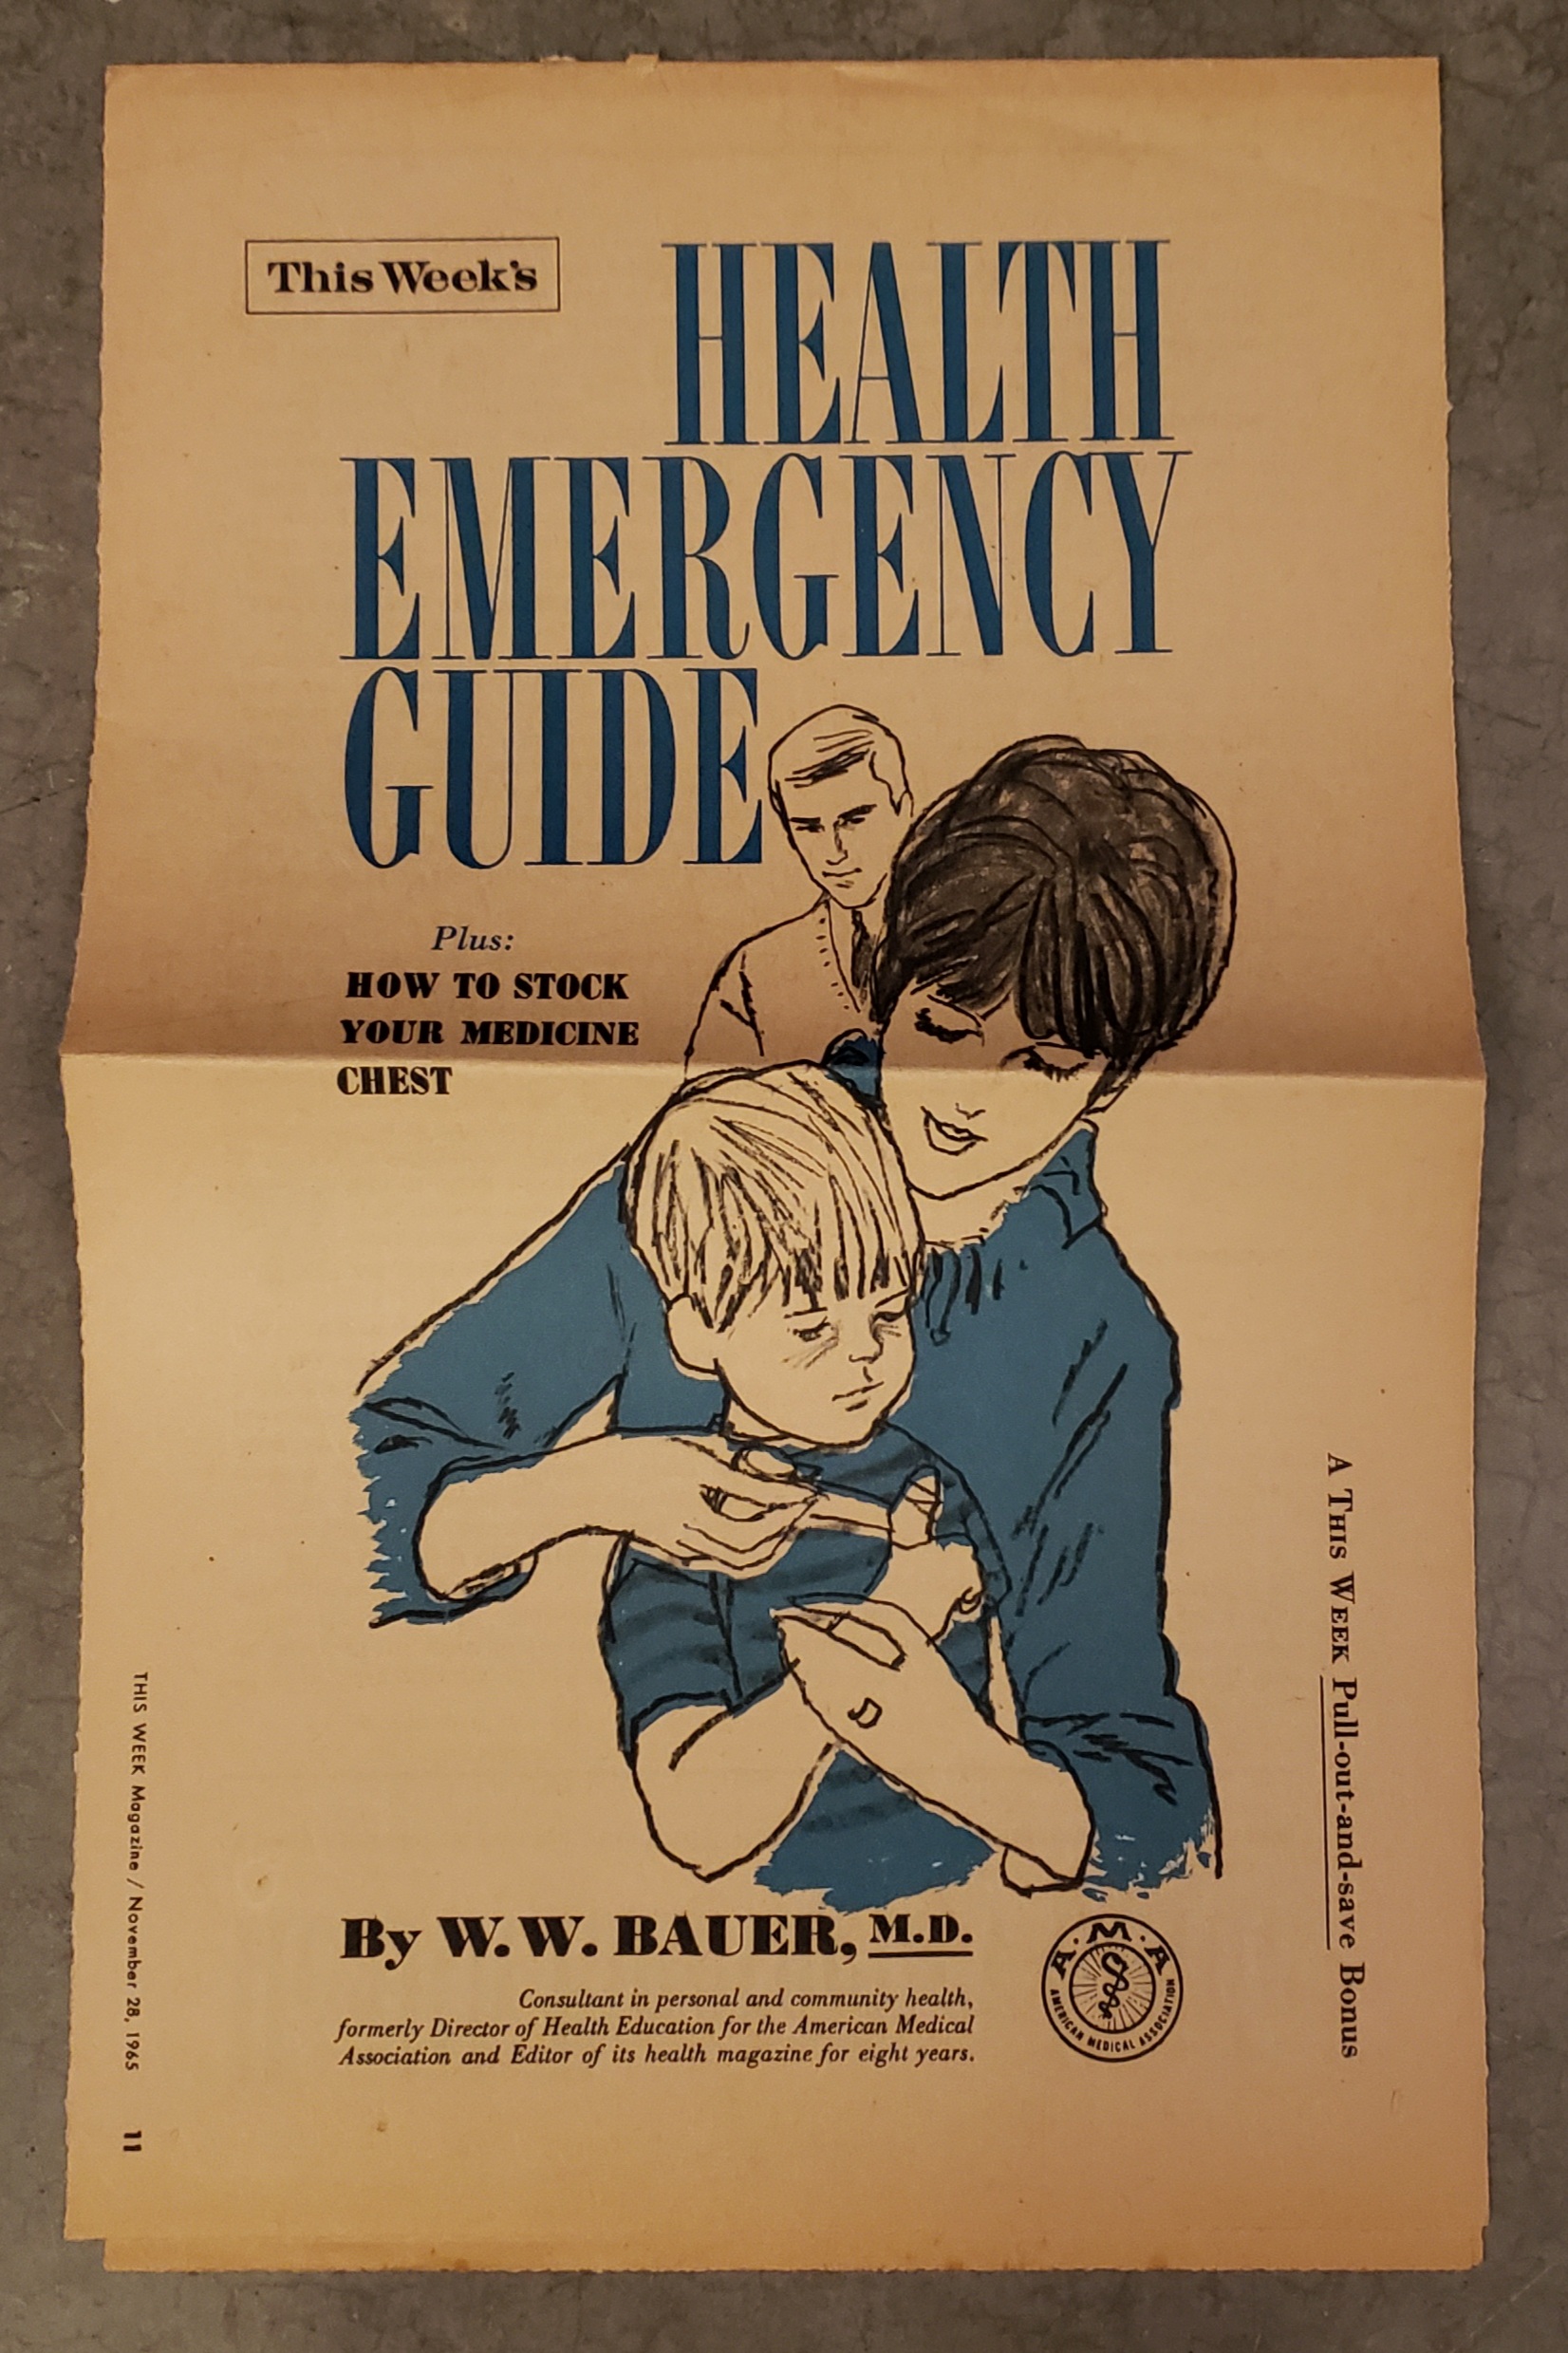 This Week's
HEALTH
EMERGENCY
GUIDE
Plus:
HOW TO STOCK
YOUR MEDICINE
CHEST
By W. W. BAUER, M.D.
Consultant in personal and community health,
formerly Director of Health Education for the American Medical
Association and Editor of its health magazine for eight years.
A·M·A
AMERICAN MEDICAL ASSOCIATION
A THIS WEEK Pull-out-and-save Bonus
THIS WEEK Magazine / November 28, 1965 11